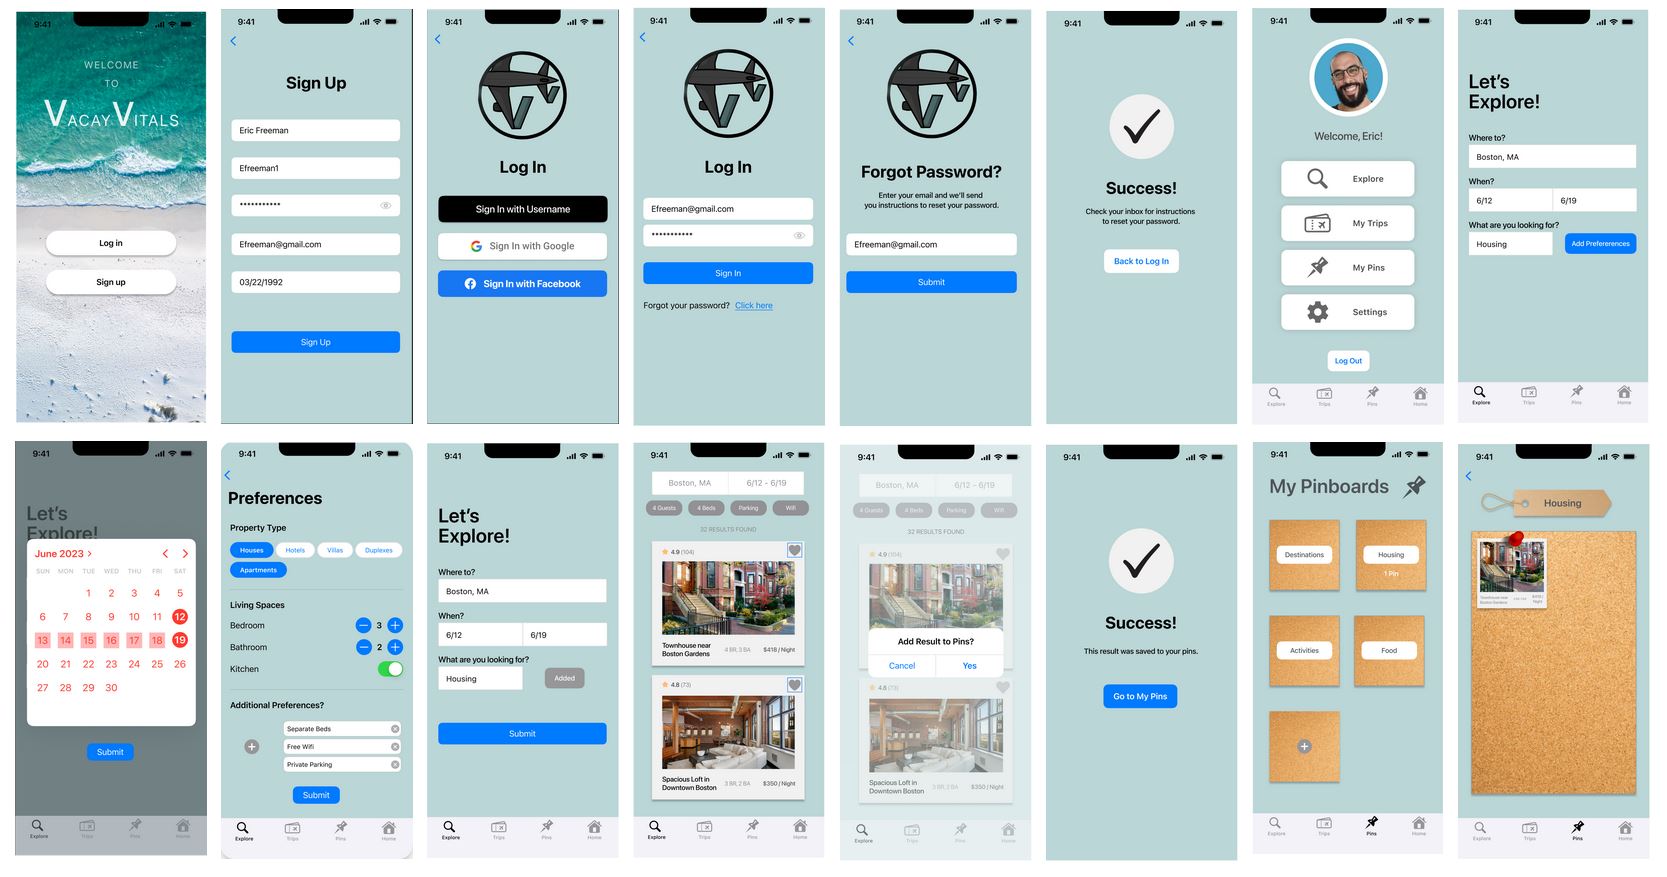 9:41
WELCOME
TO
VACAY VITALS
Log in
Sign up
9:41
Sign Up
Eric Freeman
Efreeman1
•••••••••••
Efreeman@gmail.com
03/22/1992
Sign Up
9:41
Log In
Sign In with Username
Sign In with Google
Sign In with Facebook
9:41
Log In
Efreeman@gmail.com
•••••••••••
Sign In
Forgot your password? Click here
9:41
Forgot Password?
Enter your email and we'll send
you instructions to reset your password.
Efreeman@gmail.com
Submit
9:41
Success!
Check your inbox for instructions
to reset your password.
Back to Log In
9:41
Welcome, Eric!
Explore
My Trips
My Pins
Settings
Log Out
Explore Trips Pins Home
9:41
Let's
Explore!
Where to?
Boston, MA
When?
6/12 6/19
What are you looking for?
Housing Add Prefererences
Explore Trips Pins Home
9:41
Let's
Explore!
June 2023
SUN MON TUE WED THU FRI SAT
1 2 3 4 5
6 7 8 9 10 11 12
13 14 15 16 17 18 19
20 21 22 23 24 25 26
27 28 29 30
Submit
Explore Trips Pins Home
9:41
Preferences
Property Type
Houses Hotels Villas Duplexes
Apartments
Living Spaces
Bedroom 3
Bathroom 2
Kitchen
Additional Preferences?
Separate Beds
Free Wifi
Private Parking
Submit
Explore Trips Pins Home
9:41
Let's
Explore!
Where to?
Boston, MA
When?
6/12 6/19
What are you looking for?
Housing Added
Submit
Explore Trips Pins Home
9:41
Boston, MA 6/12 - 6/19
4 Guests 4 Beds Parking Wifi
32 RESULTS FOUND
4.9 (104)
Townhouse near
Boston Gardens 4 BR, 3 BA $418 / Night
4.8 (73)
Spacious Loft in
Downtown Boston 3 BR, 2 BA $350 / Night
Explore Trips Pins Home
9:41
Boston, MA 6/12 - 6/19
4 Guests 4 Beds Parking Wifi
32 RESULTS FOUND
4.9 (104)
Add Result to Pins?
Cancel Yes
4.8 (73)
Spacious Loft in
Downtown Boston 3 BR, 2 BA $350 / Night
Explore Trips Pins Home
9:41
Success!
This result was saved to your pins.
Go to My Pins
9:41
My Pinboards
Destinations Housing
1 Pin
Activities Food
Explore Trips Pins Home
9:41
Housing
Townhouse near
Boston Gardens
Night
Explore Trips Pins Home